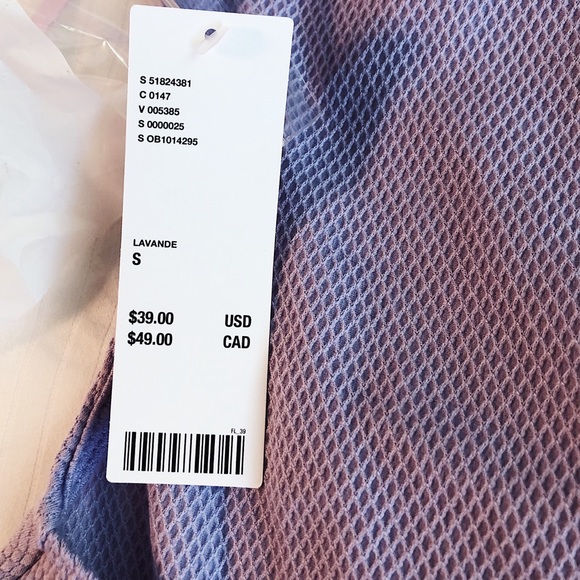 S 51824381
C 0147
V 005385
S 0000025
S OB1014295
LAVANDE
S
$39.00 USD
$49.00 CAD
FL_39